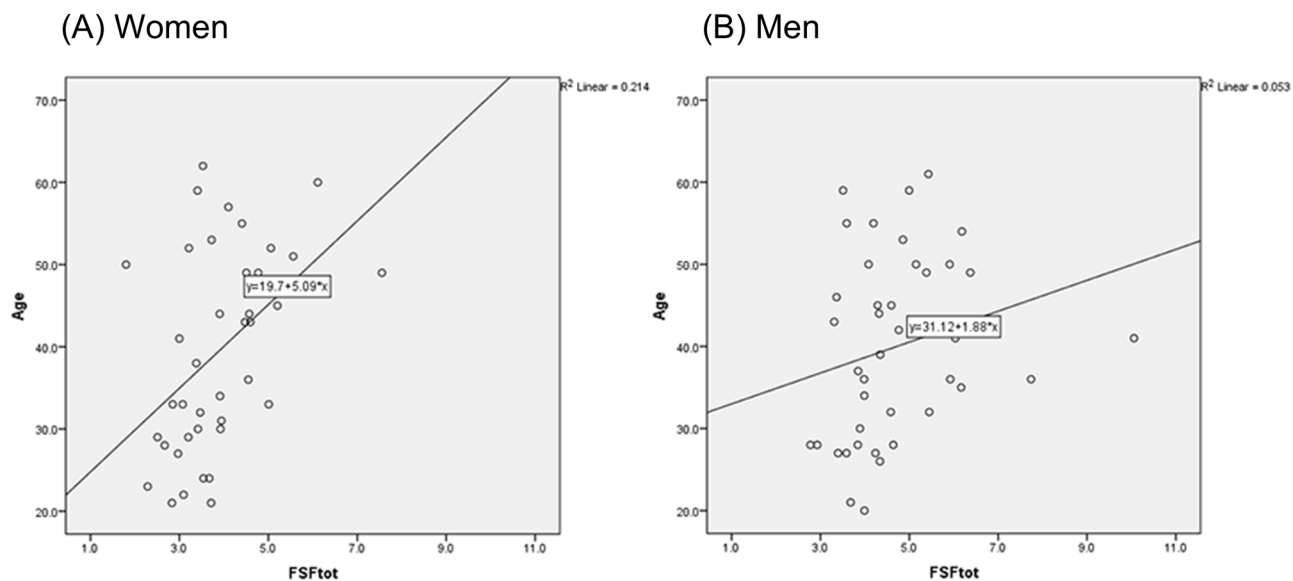 (A) Women
R² Linear = 0.214
70.0
60.0
50.0
40.0
30.0
20.0
Age
y=19.7+5.09*x
1.0 3.0 5.0 7.0 9.0 11.0
FSFtot
(B) Men
R² Linear = 0.053
70.0
60.0
50.0
40.0
30.0
20.0
Age
y=31.12+1.88*x
1.0 3.0 5.0 7.0 9.0 11.0
FSFtot